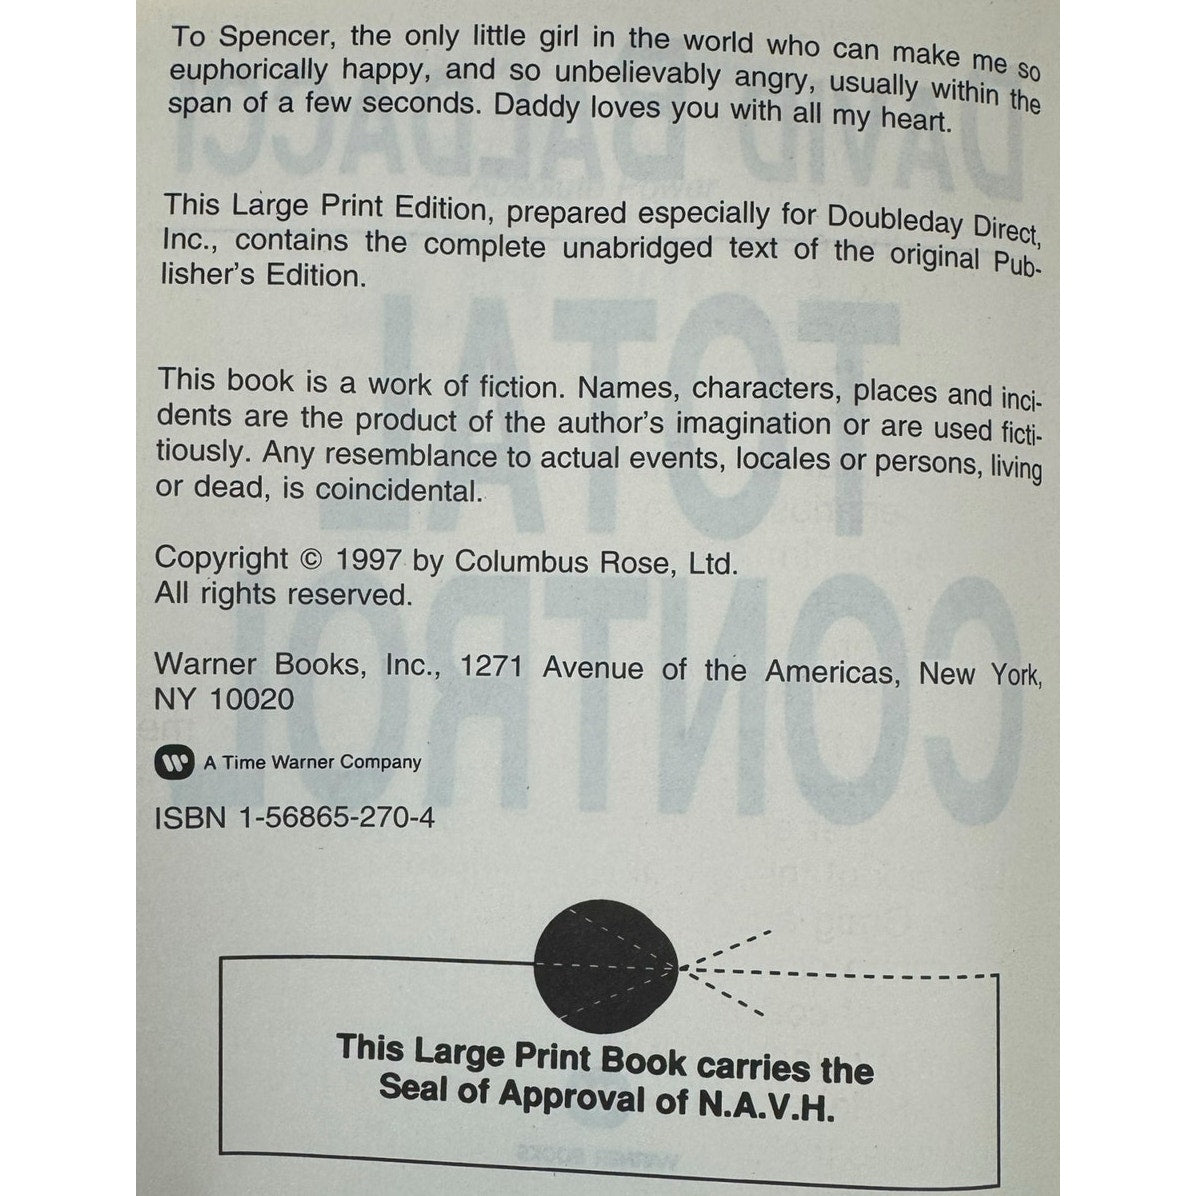 To Spencer, the only little girl in the world who can make me so
euphorically happy, and so unbelievably angry, usually within the
span of a few seconds. Daddy loves you with all my heart.
This Large Print Edition, prepared especially for Doubleday Direct,
Inc., contains the complete unabridged text of the original Pub-
lisher's Edition.
This book is a work of fiction. Names, characters, places and inci-
dents are the product of the author's imagination or are used ficti-
tiously. Any resemblance to actual events, locales or persons, living
or dead, is coincidental.
Copyright © 1997 by Columbus Rose, Ltd.
All rights reserved.
Warner Books, Inc., 1271 Avenue of the Americas, New York,
NY 10020
A Time Warner Company
ISBN 1-56865-270-4
This Large Print Book carries the
Seal of Approval of N.A.V.H.
DAVID BALDACCI
TOTAL
CONTROL
WARNER BOOKS